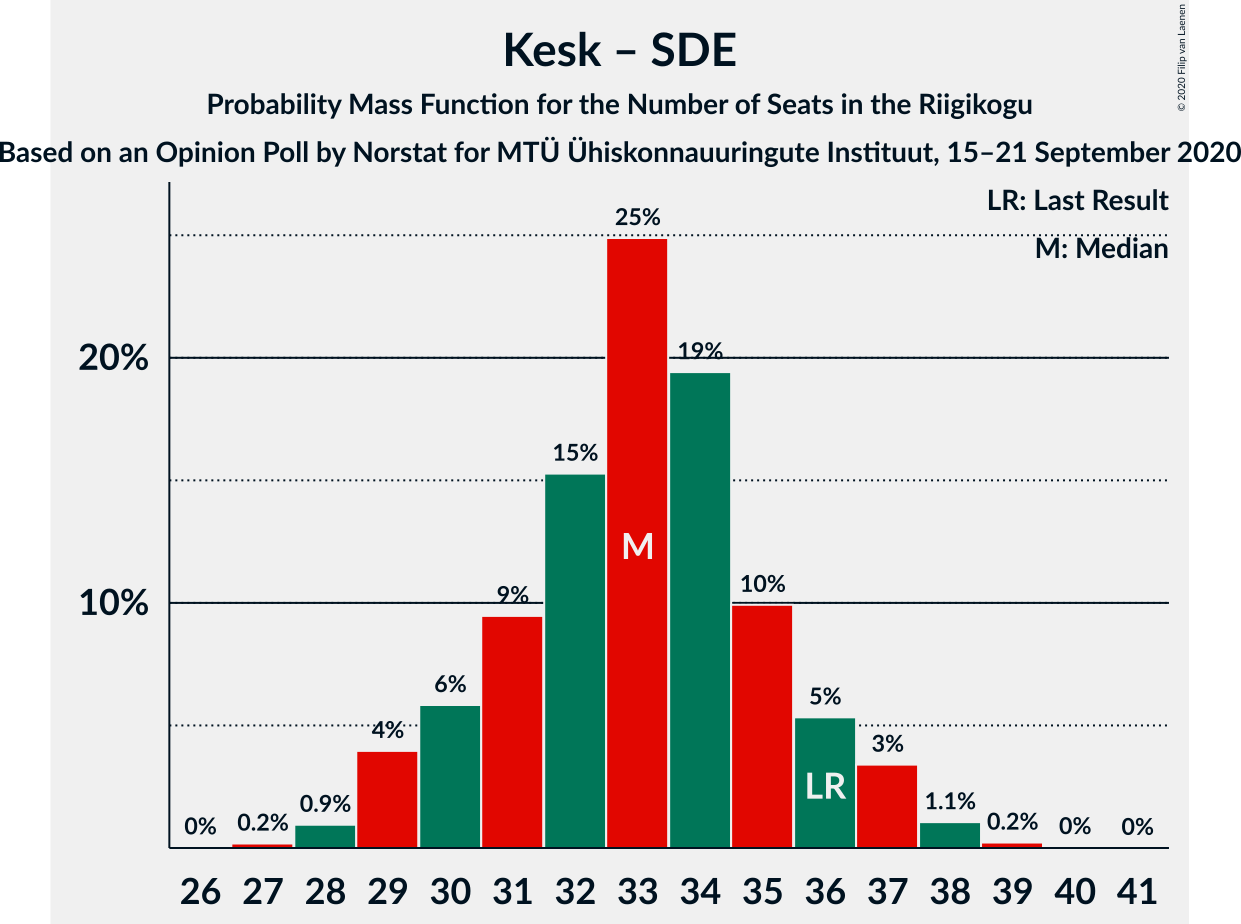 © 2020 Filip van Laenen
Kesk – SDE
Probability Mass Function for the Number of Seats in the Riigikogu
Based on an Opinion Poll by Norstat for MTÜ Ühiskonnauuringute Instituut, 15–21 September 2020
LR: Last Result
M: Median
25%
20%
19%
15%
M
10%
10%
9%
6%
5%
4%
3%
LR
0%
0.2%
0.9%
1.1%
0.2%
0%
0%
26 27 28 29 30 31 32 33 34 35 36 37 38 39 40 41